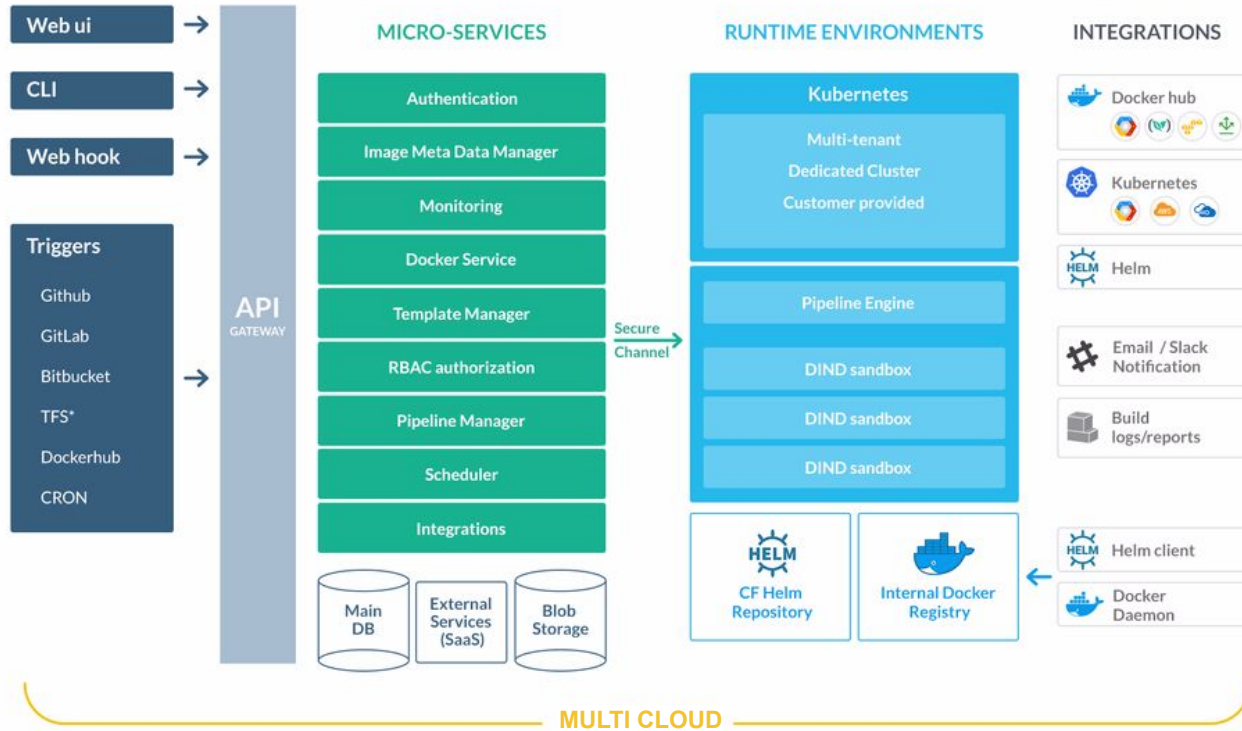 Web ui
CLI
Web hook
Triggers
Github
GitLab
Bitbucket
TFS*
Dockerhub
CRON
API
GATEWAY
MICRO-SERVICES
Authentication
Image Meta Data Manager
Monitoring
Docker Service
Template Manager
RBAC authorization
Pipeline Manager
Scheduler
Integrations
Main
DB
External
Services
(SaaS)
Blob
Storage
Secure
Channel
RUNTIME ENVIRONMENTS
Kubernetes
Multi-tenant
Dedicated Cluster
Customer provided
Pipeline Engine
DIND sandbox
DIND sandbox
DIND sandbox
HELM
CF Helm
Repository
Internal Docker
Registry
INTEGRATIONS
Docker hub
Kubernetes
HELM
Helm
Email / Slack
Notification
Build
logs/reports
HELM
Helm client
Docker
Daemon
MULTI CLOUD